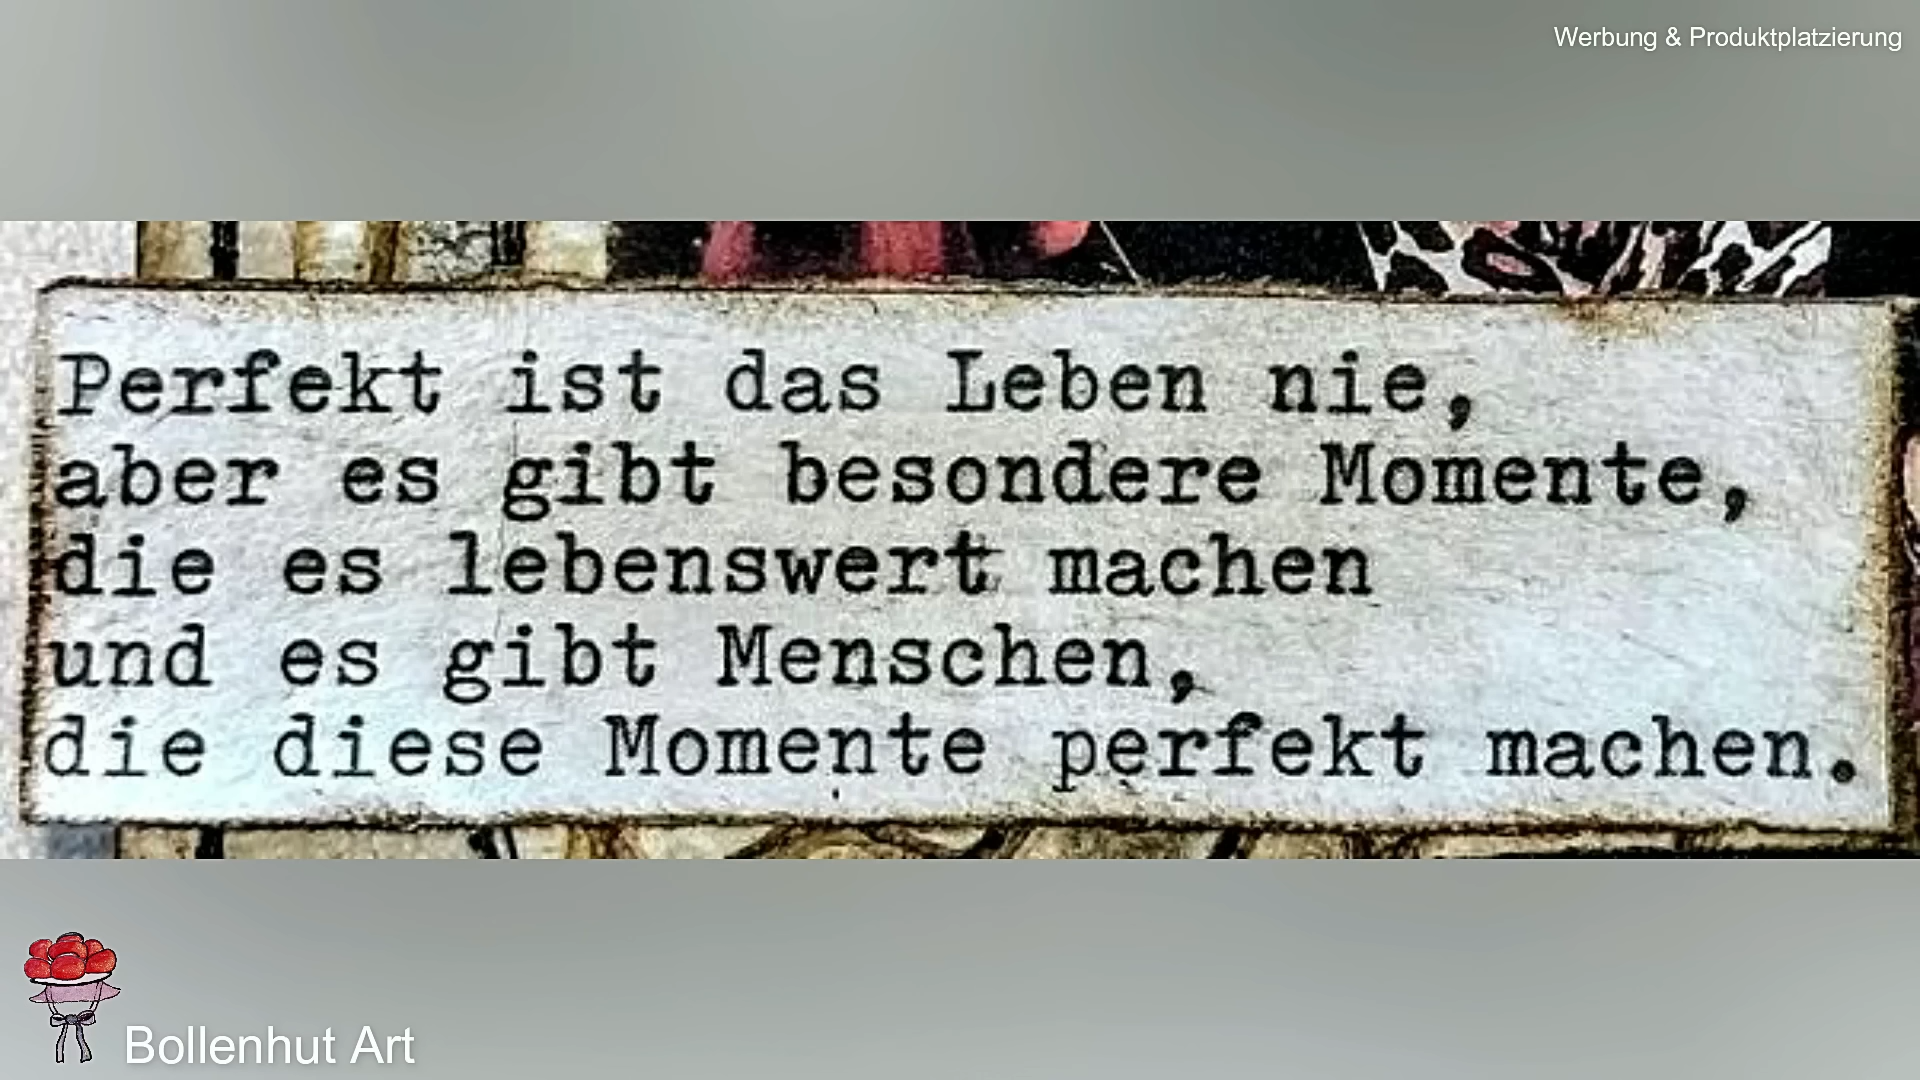 Werbung & Produktplatzierung
Perfekt ist das Leben nie,
aber es gibt besondere Momente,
die es lebenswert machen
und es gibt Menschen,
die diese Momente perfekt machen.
Bollenhut Art